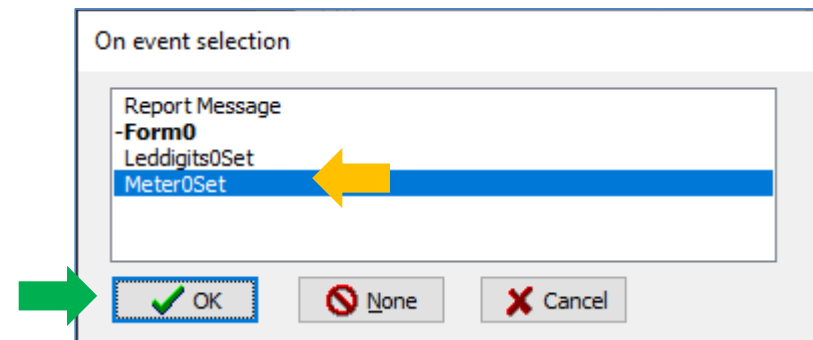 On event selection
Report Message
-Form0
Leddigits0Set
Meter0Set
OK None Cancel